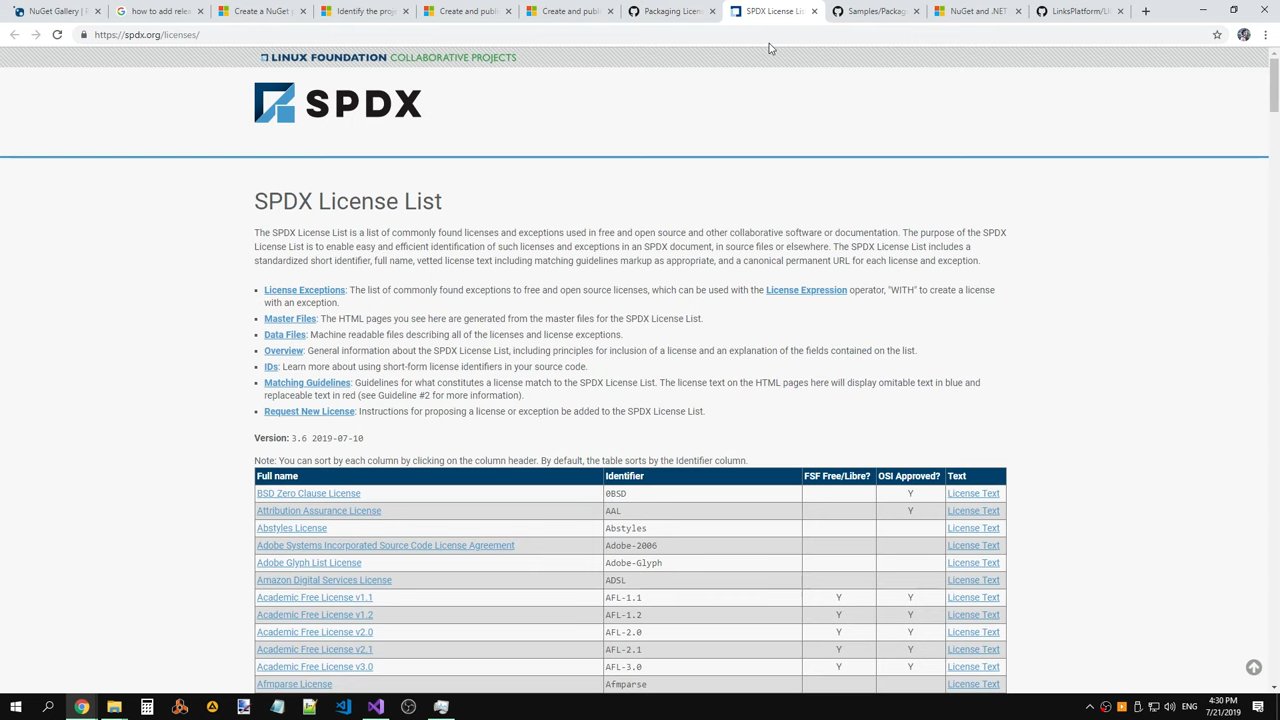 NuGet Gallery | P
how to add relea
Create a NuGet p
Identify the proje
Create and publis
Create and publis
Packaging Licens
SPDX License List
Samples/Package
NuGet and .NET
LinksPlatform/Li
https://spdx.org/licenses/
LINUX FOUNDATION COLLABORATIVE PROJECTS
SPDX
SPDX License List
The SPDX License List is a list of commonly found licenses and exceptions used in free and open source and other collaborative software or documentation. The purpose of the SPDX
License List is to enable easy and efficient identification of such licenses and exceptions in an SPDX document, in source files or elsewhere. The SPDX License List includes a
standardized short identifier, full name, vetted license text including matching guidelines markup as appropriate, and a canonical permanent URL for each license and exception.
License Exceptions: The list of commonly found exceptions to free and open source licenses, which can be used with the License Expression operator, "WITH" to create a license
with an exception.
Master Files: The HTML pages you see here are generated from the master files for the SPDX License List.
Data Files: Machine readable files describing all of the licenses and license exceptions.
Overview: General information about the SPDX License List, including principles for inclusion of a license and an explanation of the fields contained on the list.
IDs: Learn more about using short-form license identifiers in your source code.
Matching Guidelines: Guidelines for what constitutes a license match to the SPDX License List. The license text on the HTML pages here will display omitable text in blue and
replaceable text in red (see Guideline #2 for more information).
Request New License: Instructions for proposing a license or exception be added to the SPDX License List.
Version: 3.6 2019-07-10
Note: You can sort by each column by clicking on the column header. By default, the table sorts by the Identifier column.
Full name Identifier FSF Free/Libre? OSI Approved? Text
BSD Zero Clause License 0BSD Y License Text
Attribution Assurance License AAL Y License Text
Abstyles License Abstyles License Text
Adobe Systems Incorporated Source Code License Agreement Adobe-2006 License Text
Adobe Glyph List License Adobe-Glyph License Text
Amazon Digital Services License ADSL License Text
Academic Free License v1.1 AFL-1.1 Y Y License Text
Academic Free License v1.2 AFL-1.2 Y Y License Text
Academic Free License v2.0 AFL-2.0 Y Y License Text
Academic Free License v2.1 AFL-2.1 Y Y License Text
Academic Free License v3.0 AFL-3.0 Y Y License Text
Afmparse License Afmparse License Text
ENG
4:30 PM
7/21/2019